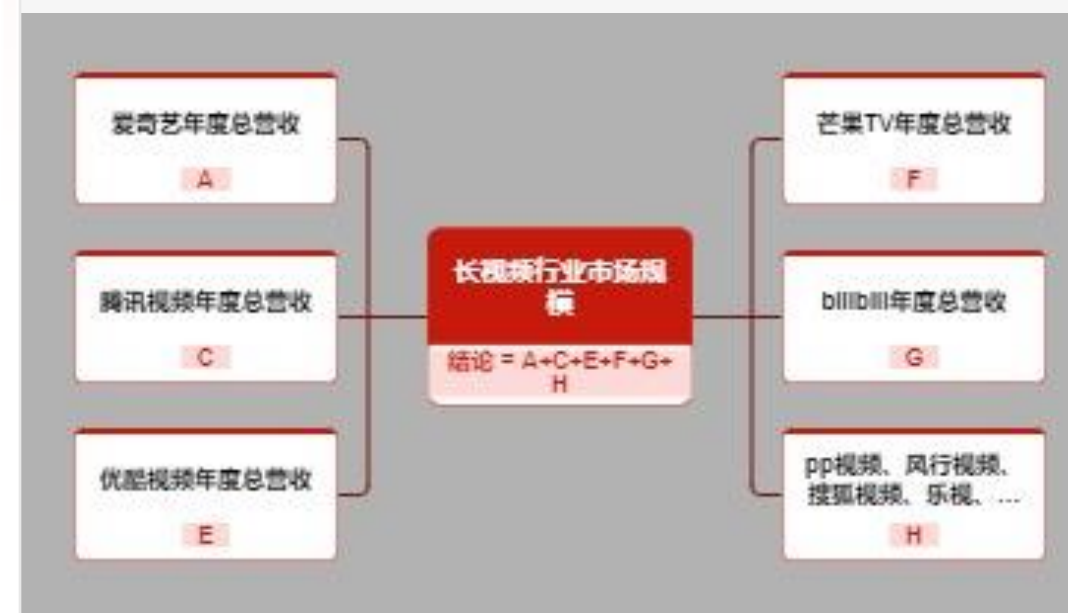 爱奇艺年度总营收
A
腾讯视频年度总营收
C
优酷视频年度总营收
E
长视频行业市场规
模
结论 = A+C+E+F+G+
H
芒果TV年度总营收
F
bilibili年度总营收
G
pp视频、风行视频、
搜狐视频、乐视、...
H